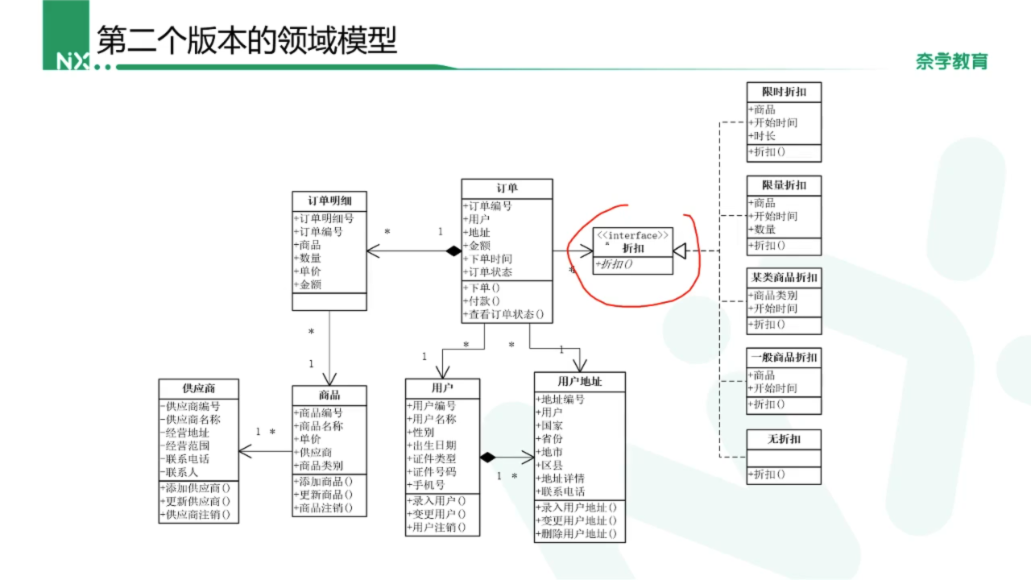 第二个版本的领域模型
NX
奈学教育
限时折扣
+商品
+开始时间
+时长
+折扣()
限量折扣
+商品
+开始时间
+数量
+折扣()
某类商品折扣
+商品类别
+开始时间
+折扣()
一般商品折扣
+商品
+开始时间
+折扣()
无折扣
+折扣()
<<interface>>
折扣
+折扣()
订单
+订单编号
+用户
+地址
+金额
+下单时间
+订单状态
+下单()
+付款()
+查看订单状态()
订单明细
+订单明细号
+订单编号
+商品
+数量
+单价
+金额
* 1
*
*
1
* *
1 1
供应商
-供应商编号
-供应商名称
-经营地址
-经营范围
-联系电话
-联系人
+添加供应商()
+更新供应商()
+供应商注销()
1 *
商品
+商品编号
+商品名称
+单价
+供应商
+商品类别
+添加商品()
+更新商品()
+商品注销()
用户
+用户编号
+用户名称
+性别
+出生日期
+证件类型
+证件号码
+手机号
+录入用户()
+变更用户()
+用户注销()
1 *
用户地址
+地址编号
+用户
+国家
+省份
+地市
+区县
+地址详情
+联系电话
+录入用户地址()
+变更用户地址()
+删除用户地址()